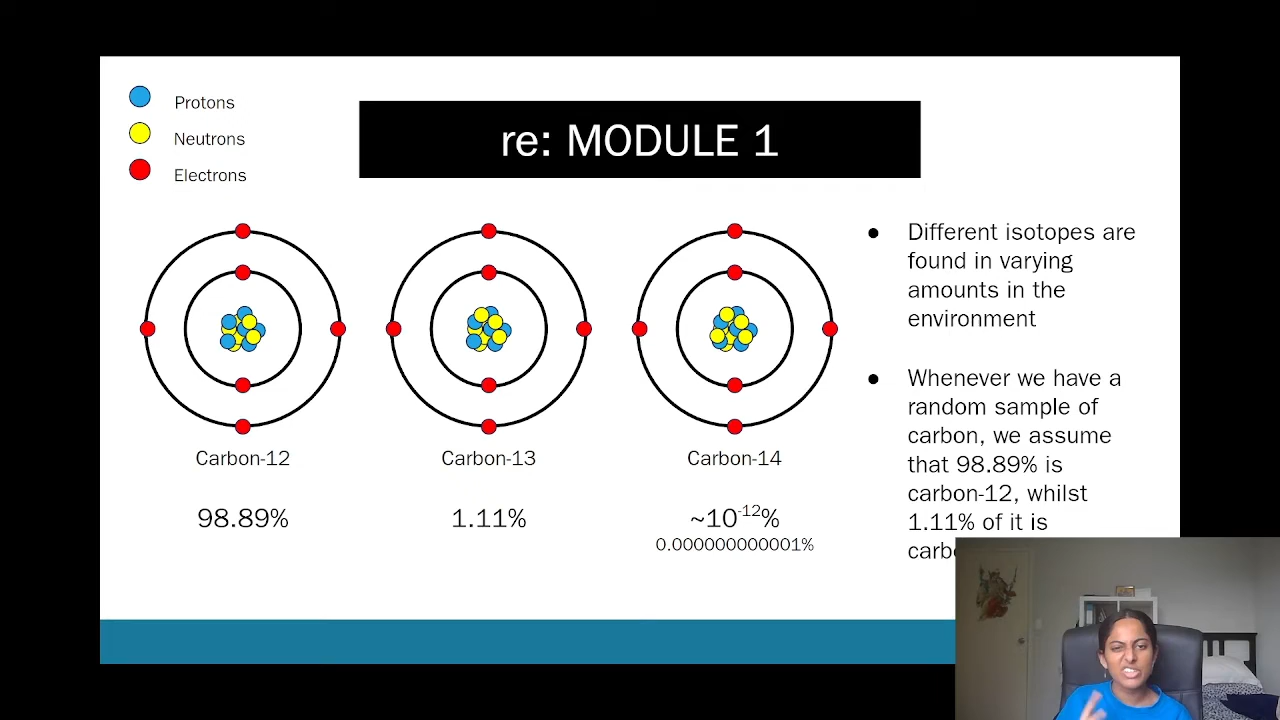 Protons
Neutrons
Electrons
re: MODULE 1
Carbon-12
98.89%
Carbon-13
1.11%
Carbon-14
~10⁻¹²%
0.000000000001%
● Different isotopes are
found in varying
amounts in the
environment
● Whenever we have a
random sample of
carbon, we assume
that 98.89% is
carbon-12, whilst
1.11% of it is